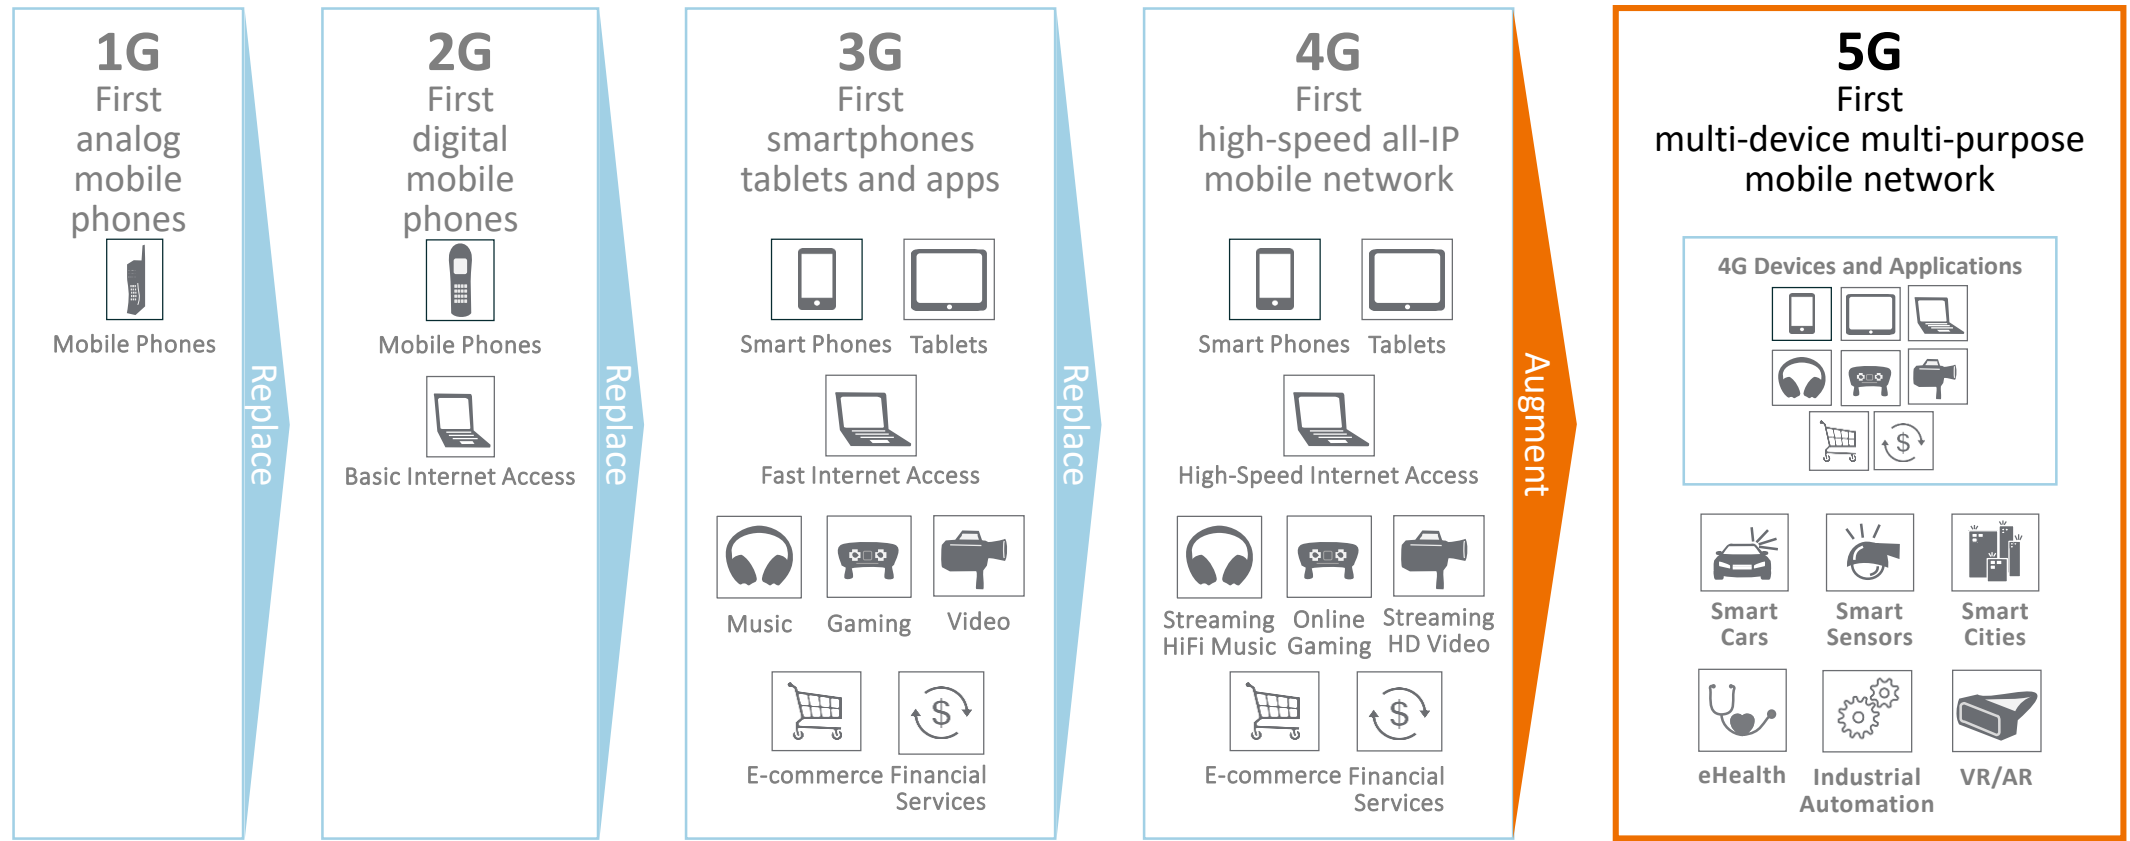 1G
First
analog
mobile
phones
Mobile Phones
Replace
2G
First
digital
mobile
phones
Mobile Phones
Basic Internet Access
Replace
3G
First
smartphones
tablets and apps
Smart Phones
Tablets
Fast Internet Access
Music
Gaming
Video
E-commerce
Financial
Services
Replace
4G
First
high-speed all-IP
mobile network
Smart Phones
Tablets
High-Speed Internet Access
Streaming
HiFi Music
Online
Gaming
Streaming
HD Video
E-commerce
$
Financial
Services
Augment
5G
First
multi-device multi-purpose
mobile network
4G Devices and Applications
$
Smart
Cars
Smart
Sensors
Smart
Cities
eHealth
Industrial
Automation
VR/AR